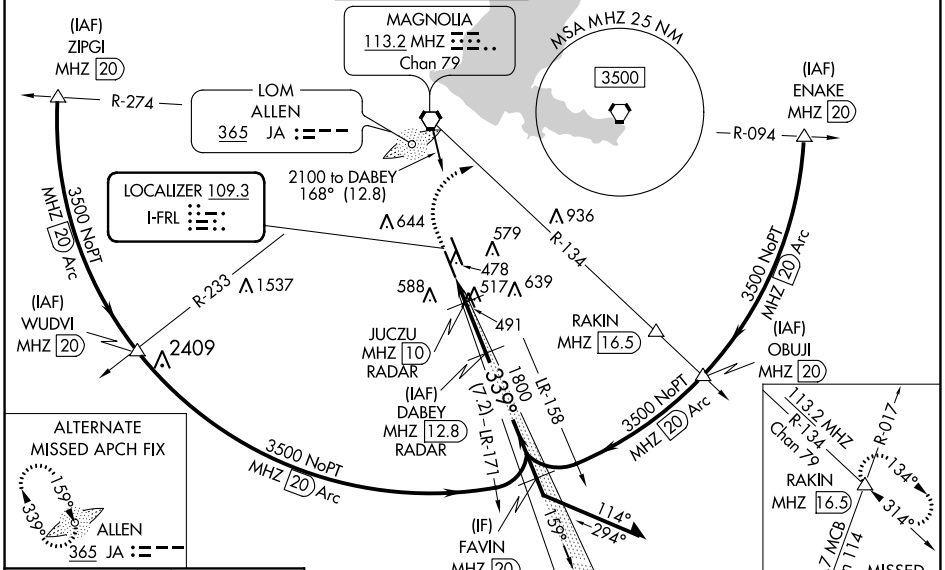 (IAF)
ZIPGI
MHZ 20
MAGNOLIA
113.2 MHZ
Chan 79
MSA MHZ 25 NM
3500
(IAF)
ENAKE
MHZ 20
R-274
LOM
ALLEN
365 JA
R-094
2100 to DABEY
168° (12.8)
LOCALIZER 109.3
I-FRL
3500 NoPT
MHZ 20 Arc
644
936
R-134
579
478
3500 NoPT
MHZ 20 Arc
R-233
1537
588
517
639
491
(IAF)
WUDVI
MHZ 20
2409
JUCZU
MHZ 10
RADAR
RAKIN
MHZ 16.5
(IAF)
OBUJI
MHZ 20
(IAF)
DABEY
MHZ 12.8
RADAR
339°
1800
(7.2)
LR-158
LR-171
3500 NoPT
MHZ 20 Arc
3500 NoPT
MHZ 20 Arc
114°
294°
159°
(IF)
FAVIN
MHZ 20
ALTERNATE
MISSED APCH FIX
159°
339°
ALLEN
365 JA
113.2 MHZ
R-134
Chan 79
R-017
134°
RAKIN
MHZ 16.5
314°
7 MCB
114
MISSED